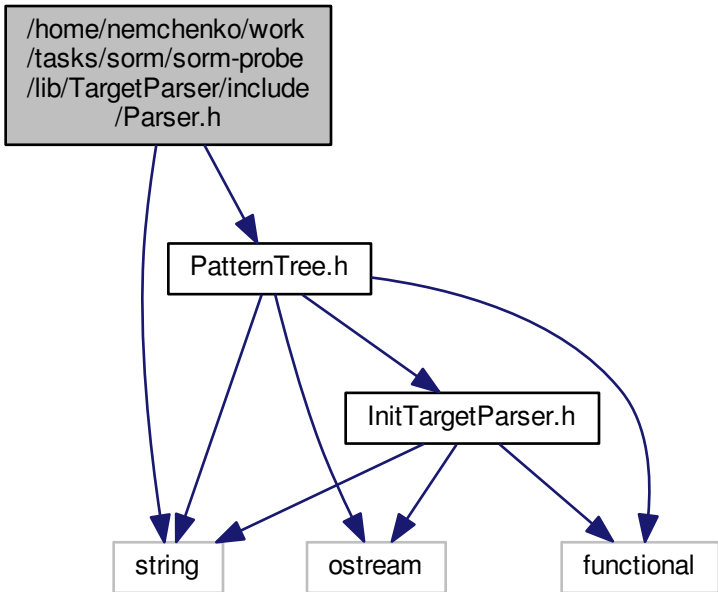 /home/nemchenko/work
/tasks/sorm/sorm-probe
/lib/TargetParser/include
/Parser.h
PatternTree.h
InitTargetParser.h
string
ostream
functional